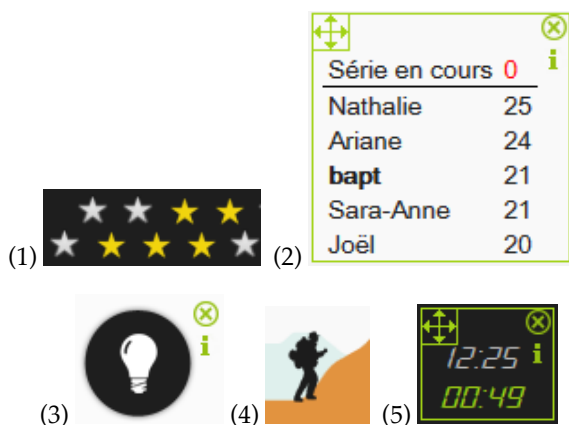 Série en cours 0
Nathalie 25
Ariane 24
bapt 21
Sara-Anne 21
Joël 20
(1) (2)
i
i
12:25 i
00:49
(3) (4) (5)